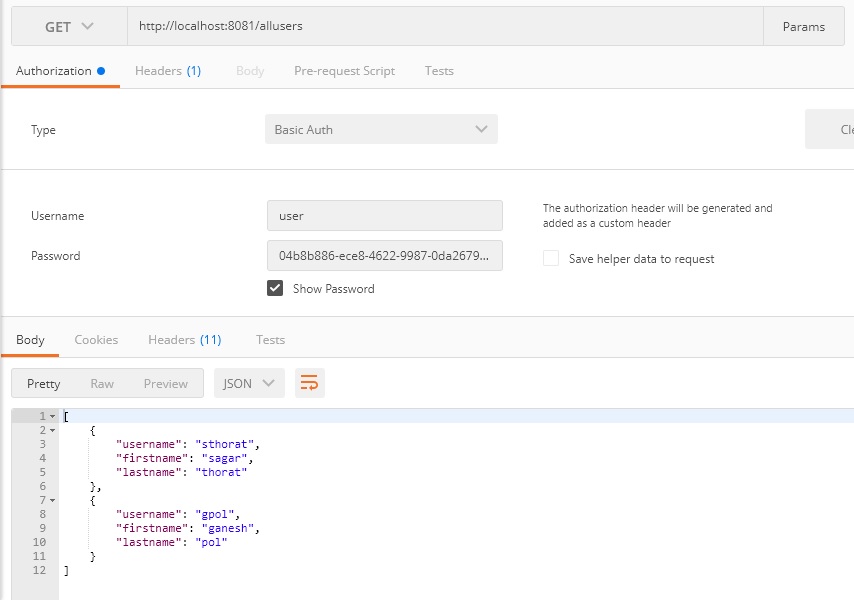 GET http://localhost:8081/allusers Params
Authorization Headers (1) Body Pre-request Script Tests
Type Basic Auth Cle
Username user The authorization header will be generated and
added as a custom header
Password 04b8b886-ece8-4622-9987-0da2679... Save helper data to request
Show Password
Body Cookies Headers (11) Tests
Pretty Raw Preview JSON
1 [
2 {
3 "username": "sthorat",
4 "firstname": "sagar",
5 "lastname": "thorat"
6 },
7 {
8 "username": "gpol",
9 "firstname": "ganesh",
10 "lastname": "pol"
11 }
12 ]